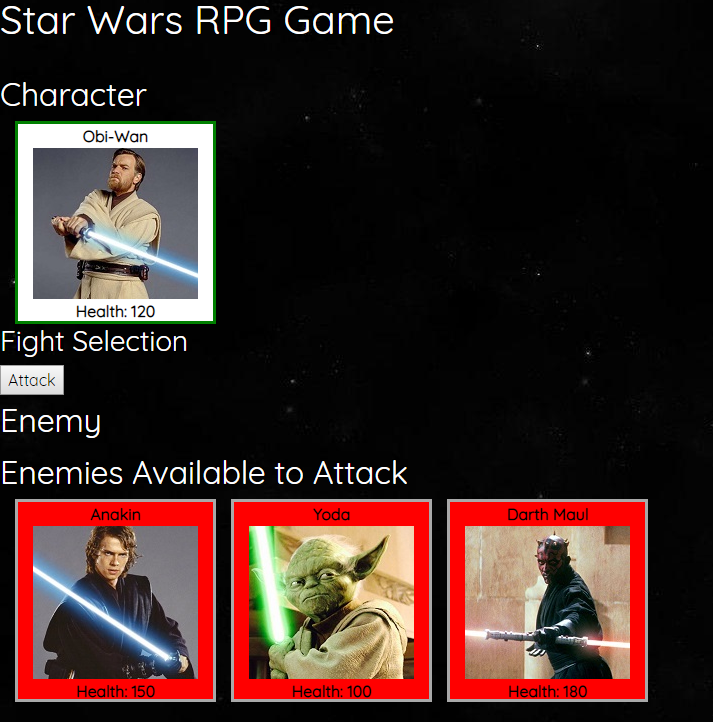 Star Wars RPG Game
Character
Obi-Wan
Health: 120
Fight Selection
Attack
Enemy
Enemies Available to Attack
Anakin
Yoda
Darth Maul
Health: 150
Health: 100
Health: 180